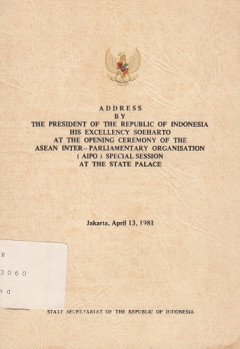 ADDRESS
BY
THE PRESIDENT OF THE REPUBLIC OF INDONESIA
HIS EXCELLENCY SOEHARTO
AT THE OPENING CEREMONY OF THE
ASEAN INTER-PARLIAMENTARY ORGANISATION
( AIPO ) SPECIAL SESSION
AT THE STATE PALACE
Jakarta, April 13, 1981
R
3060
nd
STATE SECRETARIAT OF THE REPUBLIC OF INDONESIA